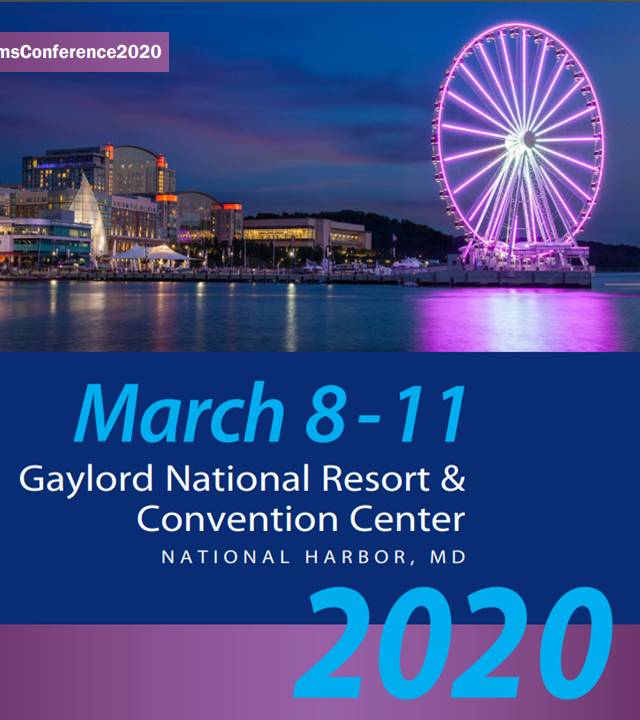 msConference2020
March 8 - 11
Gaylord National Resort &
Convention Center
NATIONAL HARBOR, MD
2020